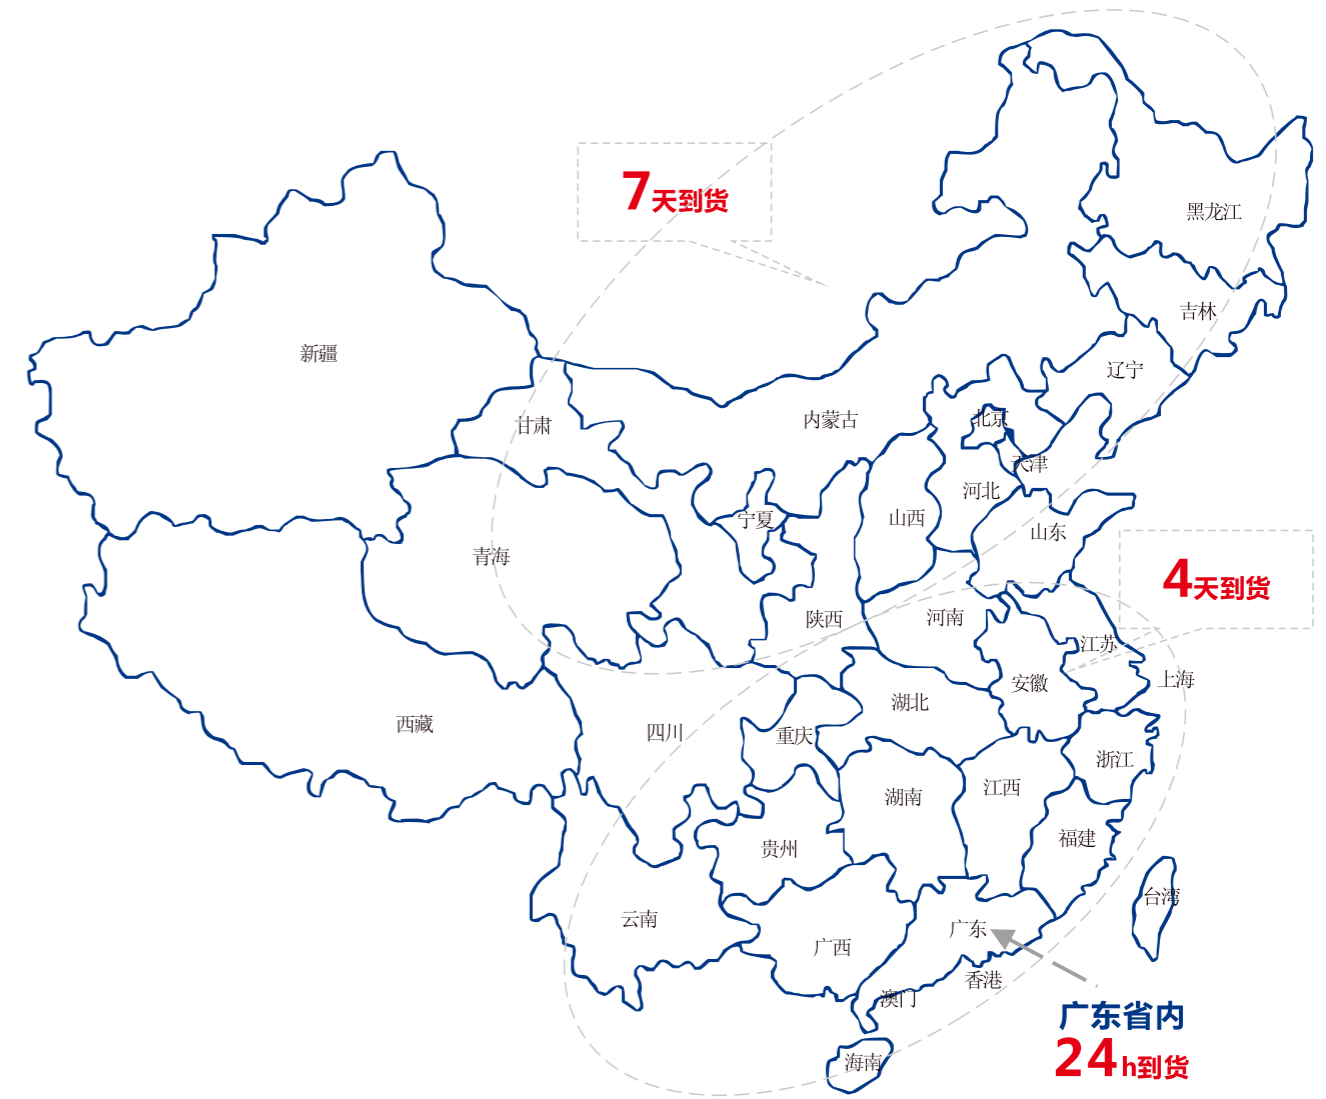 7天到货
黑龙江
吉林
新疆
辽宁
内蒙古
甘肃
北京
天津
河北
山西
宁夏
山东
青海
4天到货
陕西
河南
江苏
安徽
上海
湖北
西藏
四川
重庆
浙江
江西
湖南
福建
贵州
台湾
云南
广东
广西
香港
澳门
广东省内
24h到货
海南